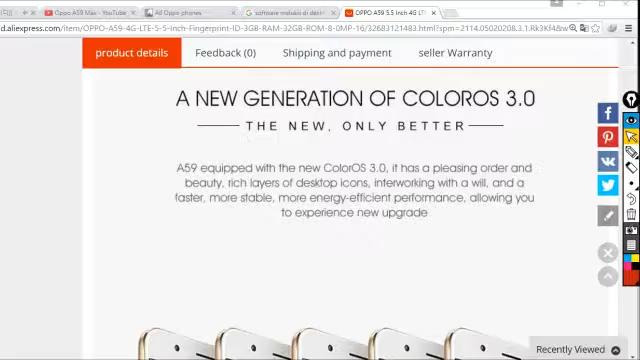 Oppo A59 Max - YouTube
All Oppo phones
software melukis di deskt
OPPO A59 5.5 inch 4G LTE
d.aliexpress.com/item/OPPO-A59-4G-LTE-5-5-inch-Fingerprint-ID-3GB-RAM-32GB-ROM-8-0MP-16/32683123483.html?spm=2114.05020208.3.1.Rk3Kf4&w
product details
Feedback (0)
Shipping and payment
seller Warranty
A NEW GENERATION OF COLOROS 3.0
THE NEW, ONLY BETTER
A59 equipped with the new ColorOS 3.0, it has a pleasing order and
beauty, rich layers of desktop icons, interworking with a will, and a
faster, more stable, more energy-efficient performance, allowing you
to experience new upgrade
Recently Viewed